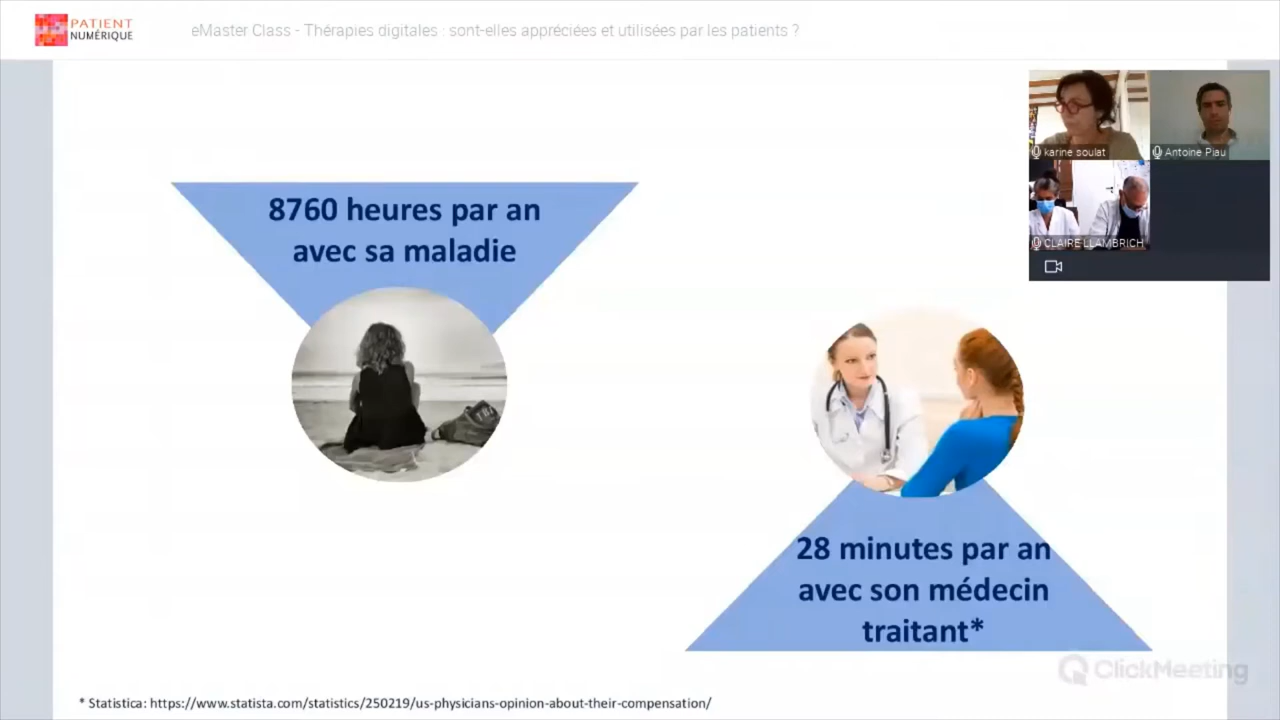 PATIENT
NUMÉRIQUE
eMaster Class - Thérapies digitales : sont-elles appréciées et utilisées par les patients ?
karine soulat
Antoine Piau
CLAIRE LLAMBRICH
8760 heures par an
avec sa maladie
28 minutes par an
avec son médecin
traitant*
ClickMeeting
* Statistica: https://www.statista.com/statistics/250219/us-physicians-opinion-about-their-compensation/